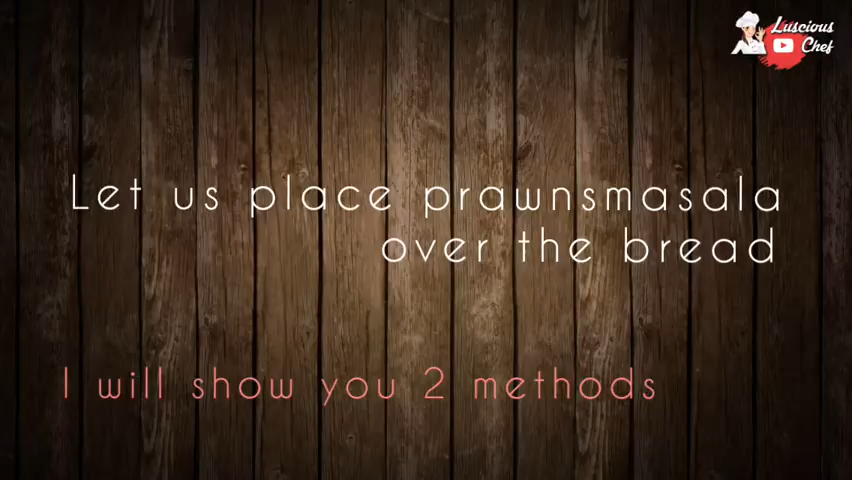 Luscious
Chef
Let us place prawnsmasala
over the bread
I will show you 2 methods